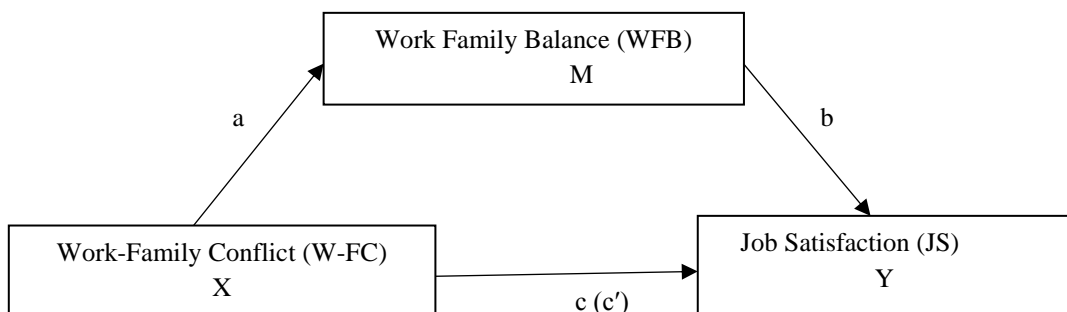 Work Family Balance (WFB)
M
a
b
Work-Family Conflict (W-FC)
X
Job Satisfaction (JS)
Y
c (c′)